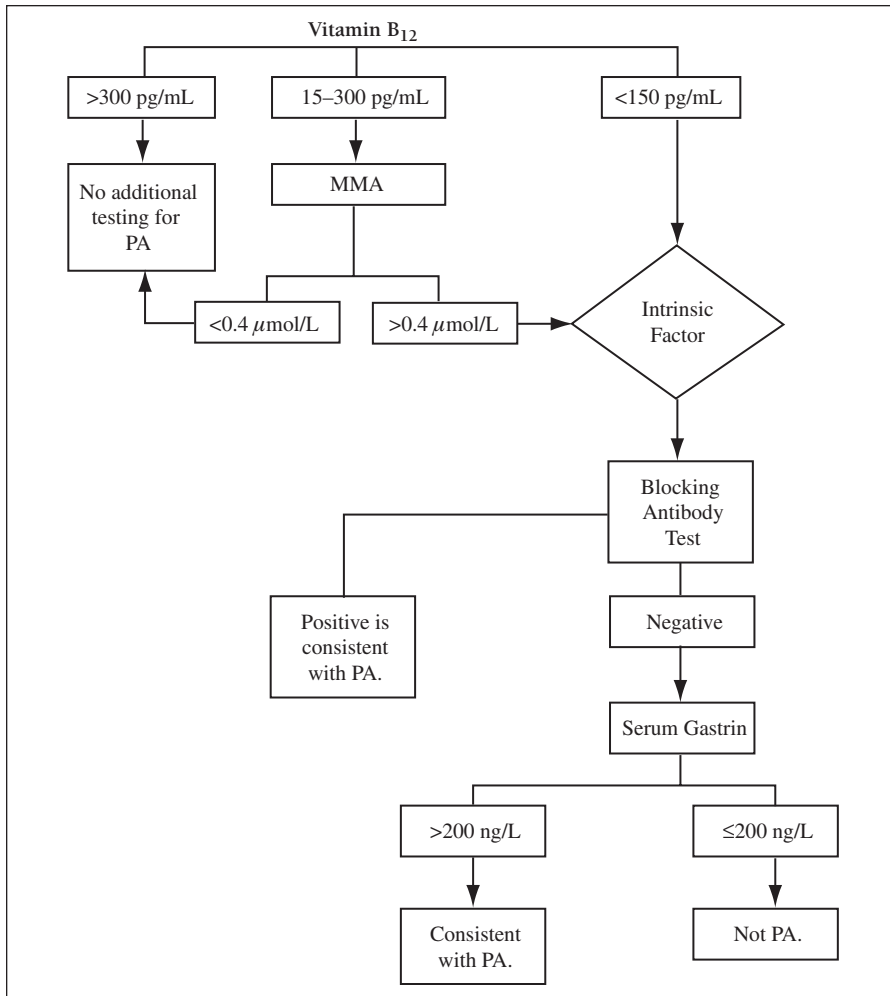 Vitamin B12
>300 pg/mL
15–300 pg/mL
<150 pg/mL
No additional
testing for
PA
MMA
Intrinsic
Factor
<0.4 µmol/L
>0.4 µmol/L
Blocking
Antibody
Test
Positive is
consistent
with PA.
Negative
Serum Gastrin
>200 ng/L
≤200 ng/L
Consistent
with PA.
Not PA.